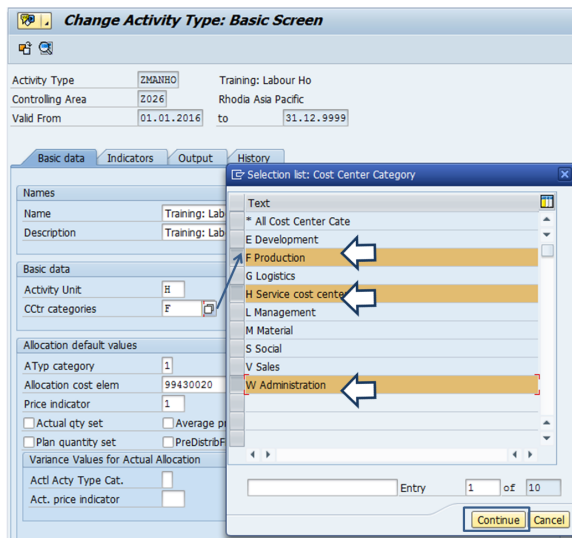 Change Activity Type: Basic Screen
Activity Type ZMANHO Training: Labour Ho
Controlling Area Z026 Rhodia Asia Pacific
Valid From 01.01.2016 to 31.12.9999
Basic data Indicators Output History
Names
Name Training: Lab
Description Training: Lab
Basic data
Activity Unit H
CCtr categories F
Allocation default values
ATyp category 1
Allocation cost elem 99430020
Price indicator 1
Actual qty set Average pr
Plan quantity set PreDistribF
Variance Values for Actual Allocation
Actl Acty Type Cat.
Act. price indicator
Selection list: Cost Center Category
Text
* All Cost Center Cate
E Development
F Production
G Logistics
H Service cost cente
L Management
M Material
S Social
V Sales
W Administration
Entry 1 of 10
Continue Cancel